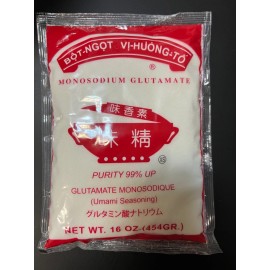 BỘT-NGỌT VỊ-HƯƠNG-TỐ
®
MONOSODIUM GLUTAMATE
味香素
味精
PURITY 99% UP
GLUTAMATE MONOSODIQUE
(Umami Seasoning)
グルタミン酸ナトリウム
NET WT. 16 OZ (454GR.)